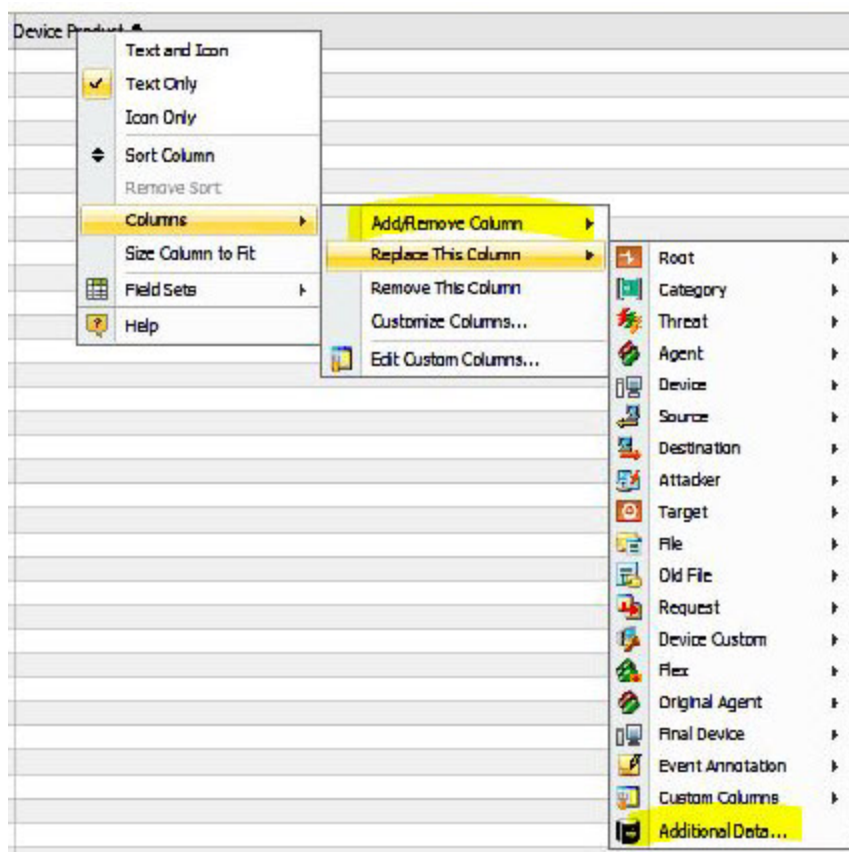 Device Product
Text and Icon
Text Only
Icon Only
Sort Column
Remove Sort
Columns
Size Column to Fit
Field Sets
Help
Add/Remove Column
Replace This Column
Remove This Column
Customize Columns...
Edit Custom Columns...
Root
Category
Threat
Agent
Device
Source
Destination
Attacker
Target
File
Old File
Request
Device Custom
Flex
Original Agent
Final Device
Event Annotation
Custom Columns
Additional Data...